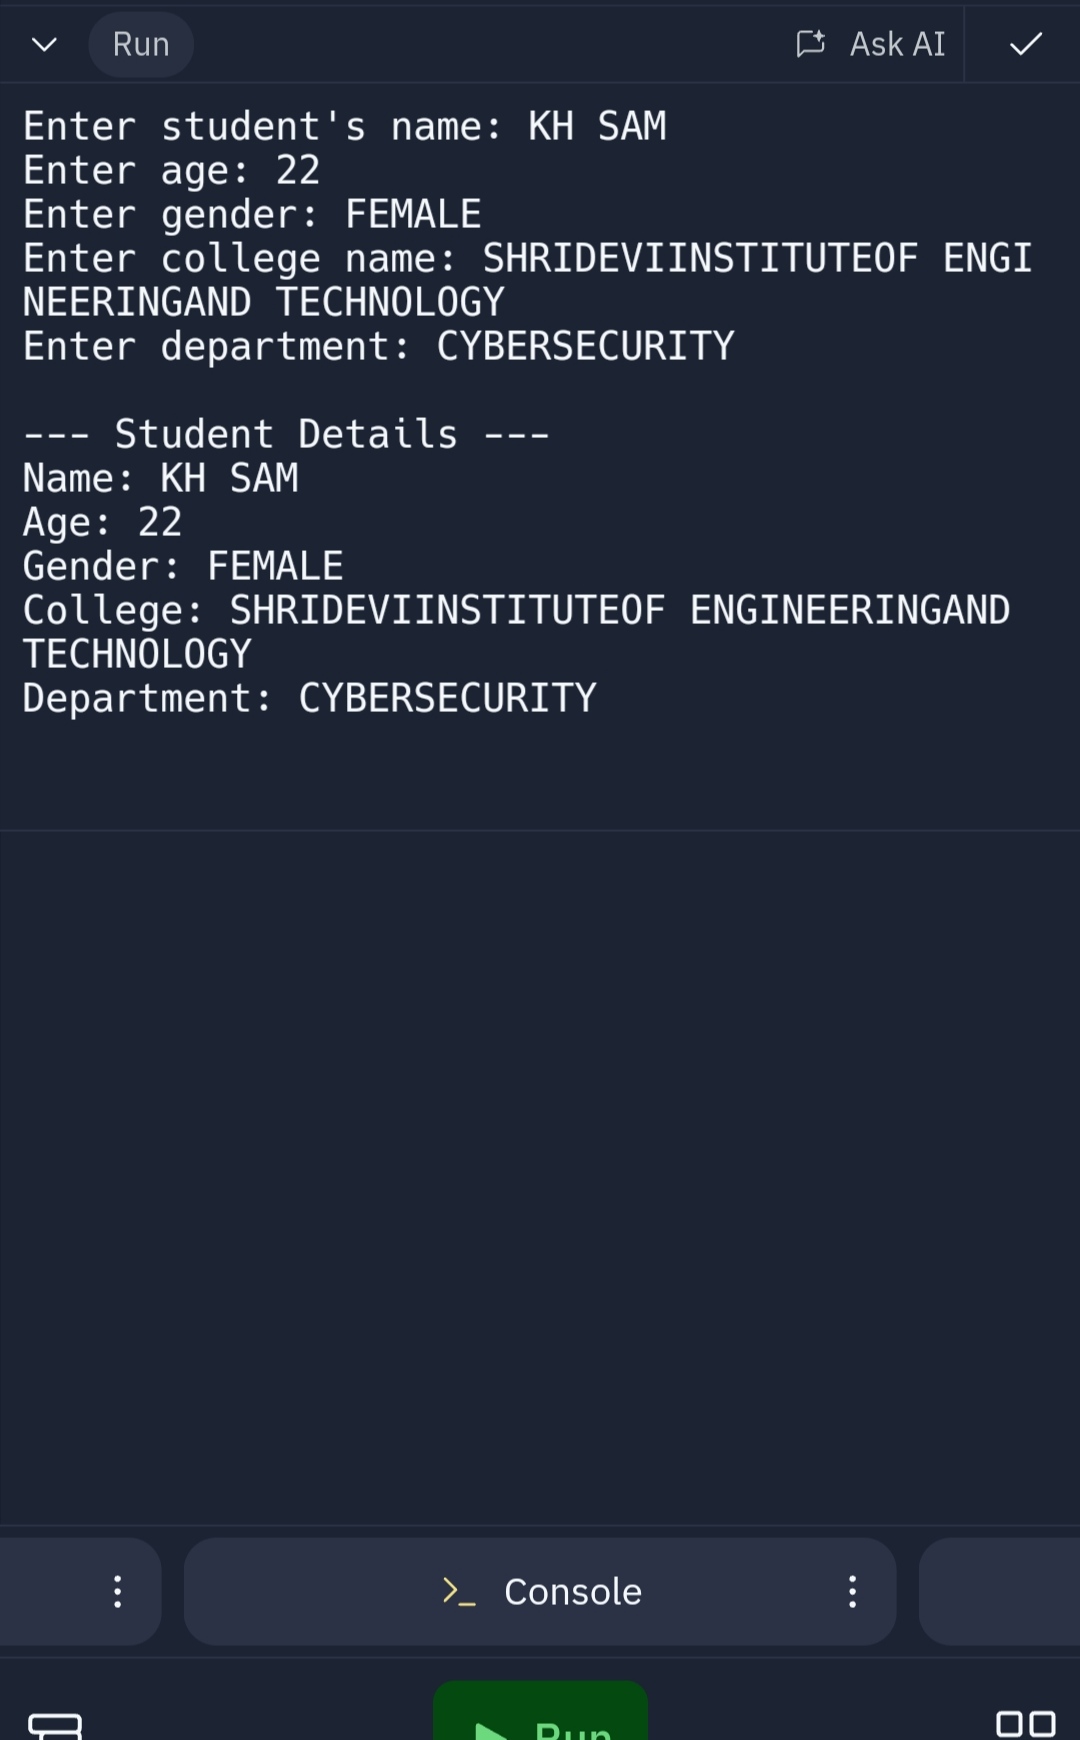 Run
Ask AI
Enter student's name: KH SAM
Enter age: 22
Enter gender: FEMALE
Enter college name: SHRIDEVIINSTITUTEOF ENGI
NEERINGAND TECHNOLOGY
Enter department: CYBERSECURITY
--- Student Details ---
Name: KH SAM
Age: 22
Gender: FEMALE
College: SHRIDEVIINSTITUTEOF ENGINEERINGAND
TECHNOLOGY
Department: CYBERSECURITY
Console
Run